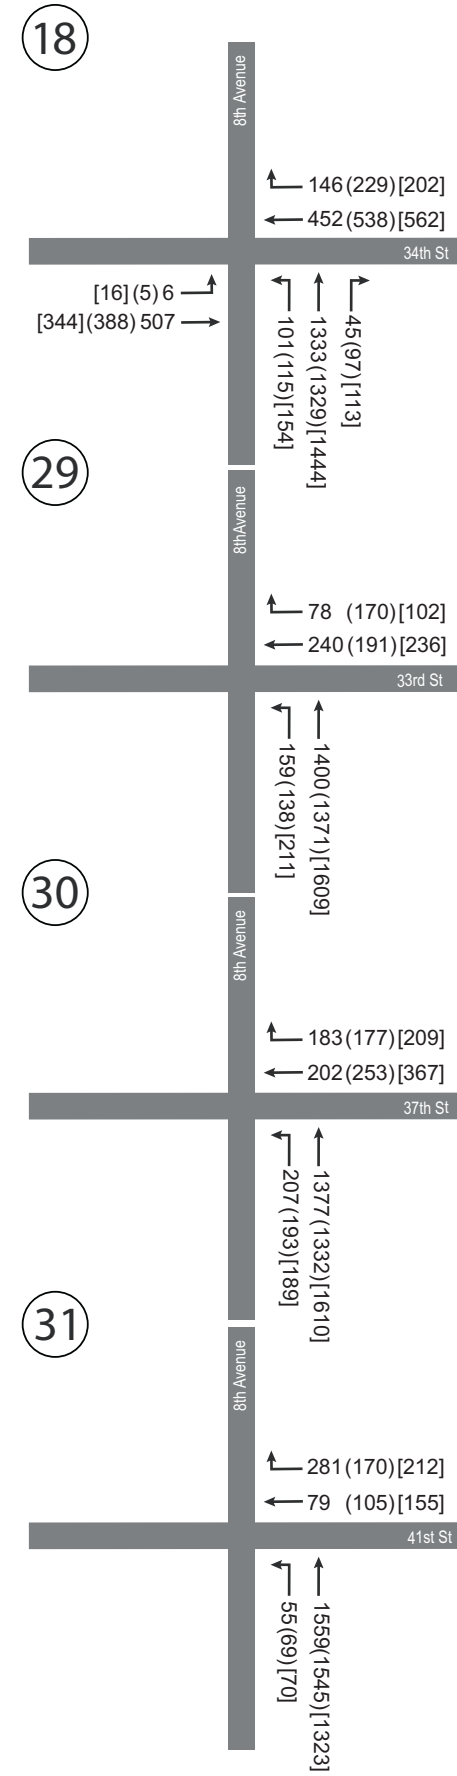 18
8th Avenue
146 (229) [202]
452 (538) [562]
34th St
[16] (5) 6
[344] (388) 507
101 (115) [154]
1333 (1329) [1444]
45 (97) [113]
29
8thAvenue
78 (170) [102]
240 (191) [236]
33rd St
159 (138) [211]
1400 (1371) [1609]
30
8th Avenue
183 (177) [209]
202 (253) [367]
37th St
207 (193) [189]
1377 (1332) [1610]
31
8th Avenue
281 (170) [212]
79 (105) [155]
41st St
55 (69) [70]
1559 (1545) [1323]